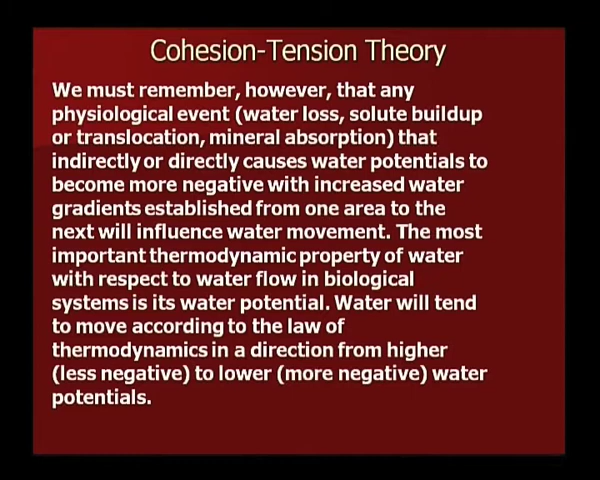 Cohesion-Tension Theory
We must remember, however, that any
physiological event (water loss, solute buildup
or translocation, mineral absorption) that
indirectly or directly causes water potentials to
become more negative with increased water
gradients established from one area to the
next will influence water movement. The most
important thermodynamic property of water
with respect to water flow in biological
systems is its water potential. Water will tend
to move according to the law of
thermodynamics in a direction from higher
(less negative) to lower (more negative) water
potentials.